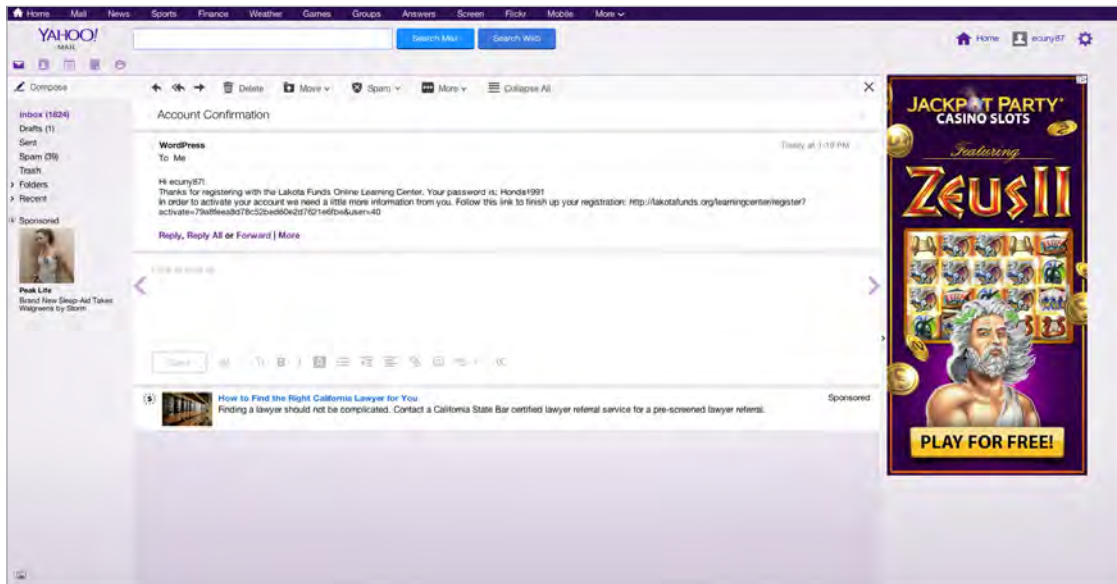 Home Mail News Sports Finance Weather Games Groups Answers Screen Flickr Mobile More
YAHOO!
MAIL
Search Mail
Search Web
Home
ecuny87
Compose
Delete
Move
Spam
More
Collapse All
Inbox (1824)
Drafts (1)
Sent
Spam (39)
Trash
Folders
Recent
Sponsored
Peak Life
Brand New Sleep-Aid Takes
Walgreens by Storm
Account Confirmation
WordPress
Today at 1:19 PM
To Me
Hi ecuny87!
Thanks for registering with the Lakota Funds Online Learning Center. Your password is: Honda1991
In order to activate your account we need a little more information from you. Follow this link to finish up your registration: http://lakotafunds.org/learningcenter/register?
Reply, Reply All or Forward | More
Send
How to Find the Right California Lawyer for You
Sponsored
Finding a lawyer should not be complicated. Contact a California State Bar certified lawyer referral service for a pre-screened lawyer referral.
JACKPOT PARTY
CASINO SLOTS
Featuring
ZEUS II
PLAY FOR FREE!